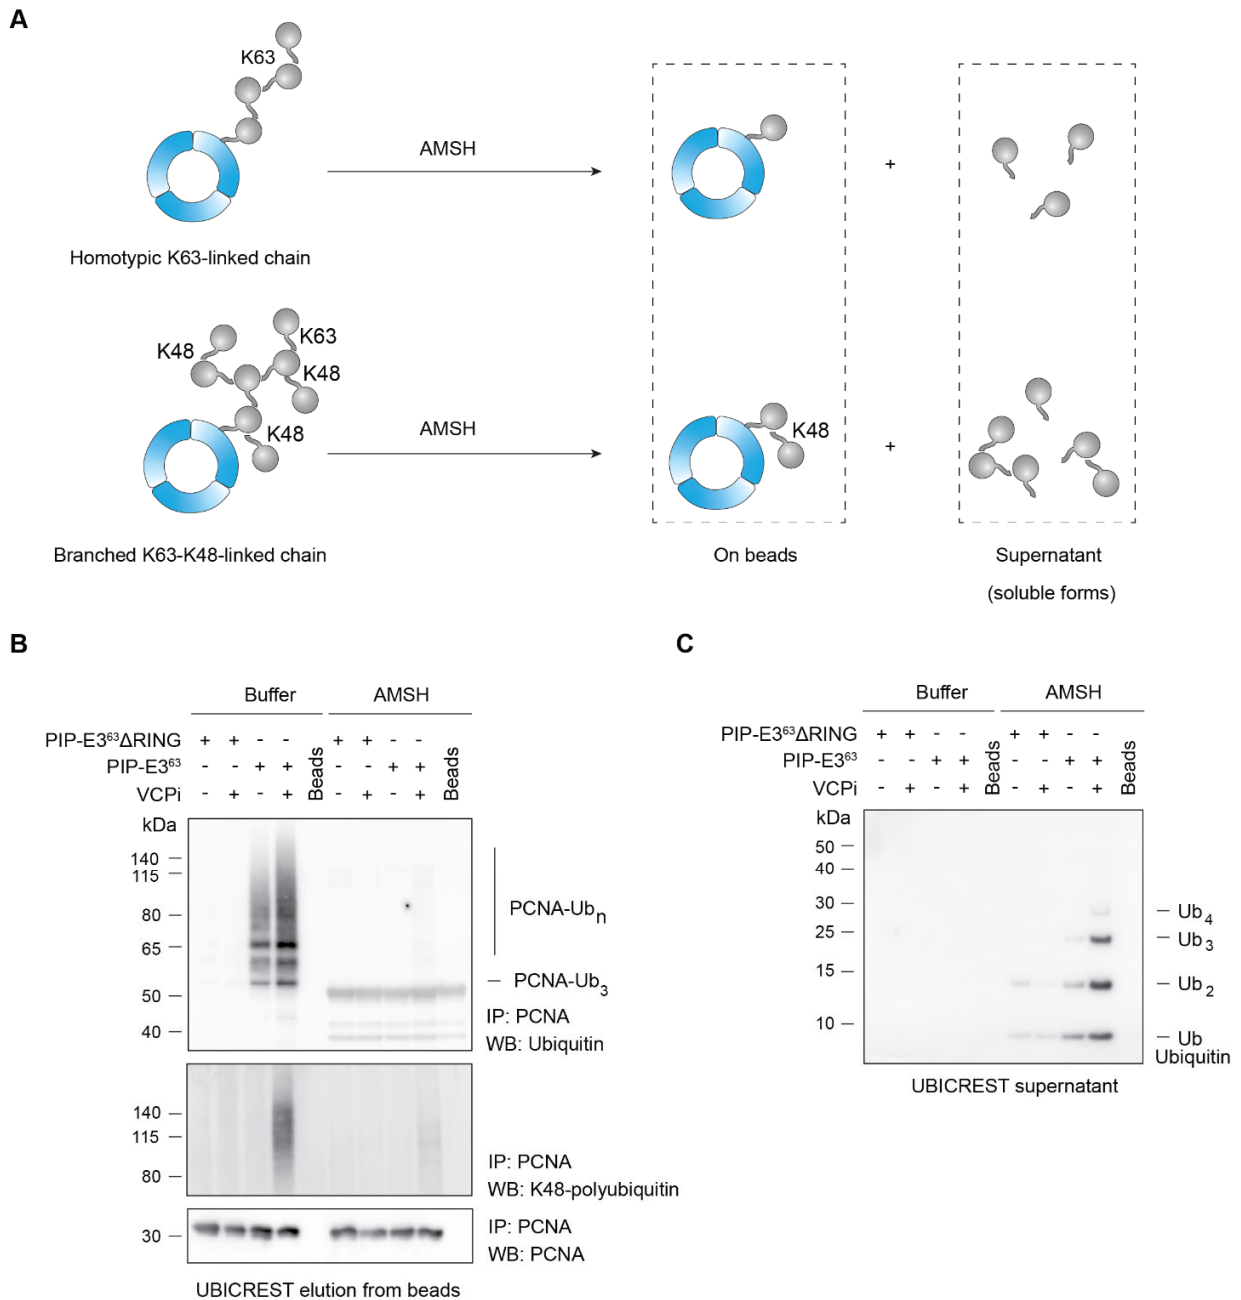 A
K63
AMSH
+
Homotypic K63-linked chain
K48
K63
K48
K48
AMSH
K48
+
Branched K63-K48-linked chain
On beads
Supernatant
(soluble forms)
B
Buffer AMSH
PIP-E3⁶³ΔRING + + - - + + - -
PIP-E3⁶³ - - + + - - + +
VCPi - + - + - + - +
Beads
Beads
kDa
140
115
80
65
50
40
PCNA-Ubₙ
PCNA-Ub₃
IP: PCNA
WB: Ubiquitin
140
115
80
IP: PCNA
WB: K48-polyubiquitin
30
IP: PCNA
WB: PCNA
UBICREST elution from beads
C
Buffer AMSH
PIP-E3⁶³ΔRING + + - - + + - -
PIP-E3⁶³ - - + + - - + +
VCPi - + - + - + - +
Beads
Beads
kDa
50
40
30
25
15
10
Ub₄
Ub₃
Ub₂
Ub
Ubiquitin
UBICREST supernatant